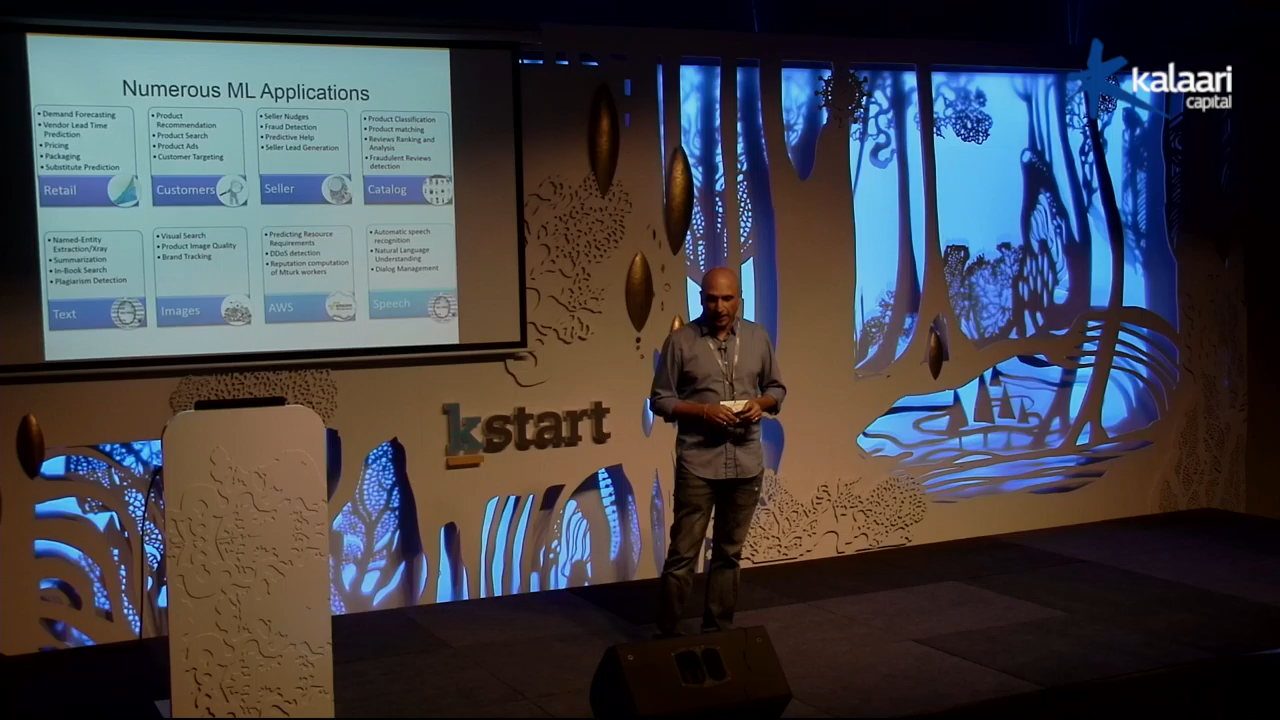 Numerous ML Applications
• Demand Forecasting
• Vendor Lead Time
Prediction
• Pricing
• Packaging
• Substitute Prediction
Retail
• Product
Recommendation
• Product Search
• Product Ads
• Customer Targeting
Customers
• Seller Nudges
• Fraud Detection
• Predictive Help
• Seller Lead Generation
Seller
• Product Classification
• Product matching
• Reviews Ranking and
Analysis
• Fraudulent Reviews
detection
Catalog
• Named-Entity
Extraction/Xray
• Summarization
• In-Book Search
• Plagiarism Detection
Text
• Visual Search
• Product Image Quality
• Brand Tracking
Images
• Predicting Resource
Requirements
• DDoS detection
• Reputation computation
of Mturk workers
AWS
• Automatic speech
recognition
• Natural Language
Understanding
• Dialog Management
Speech
kalaari
capital
kstart